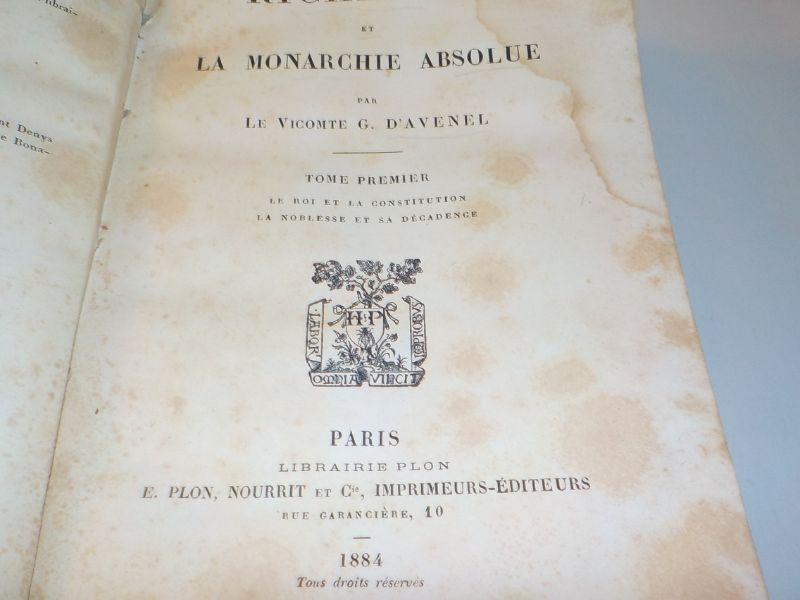 ET
LA MONARCHIE ABSOLUE
PAR
LE VICOMTE G. D'AVENEL
TOME PREMIER
LE ROI ET LA CONSTITUTION
LA NOBLESSE ET SA DÉCADENCE
H P
LABOR
IMPROBUS
OMNIA VINCIT
PARIS
LIBRAIRIE PLON
E. PLON, NOURRIT ET Cie, IMPRIMEURS-ÉDITEURS
RUE GARANCIÈRE, 10
1884
Tous droits réservés
Denys
Bona-